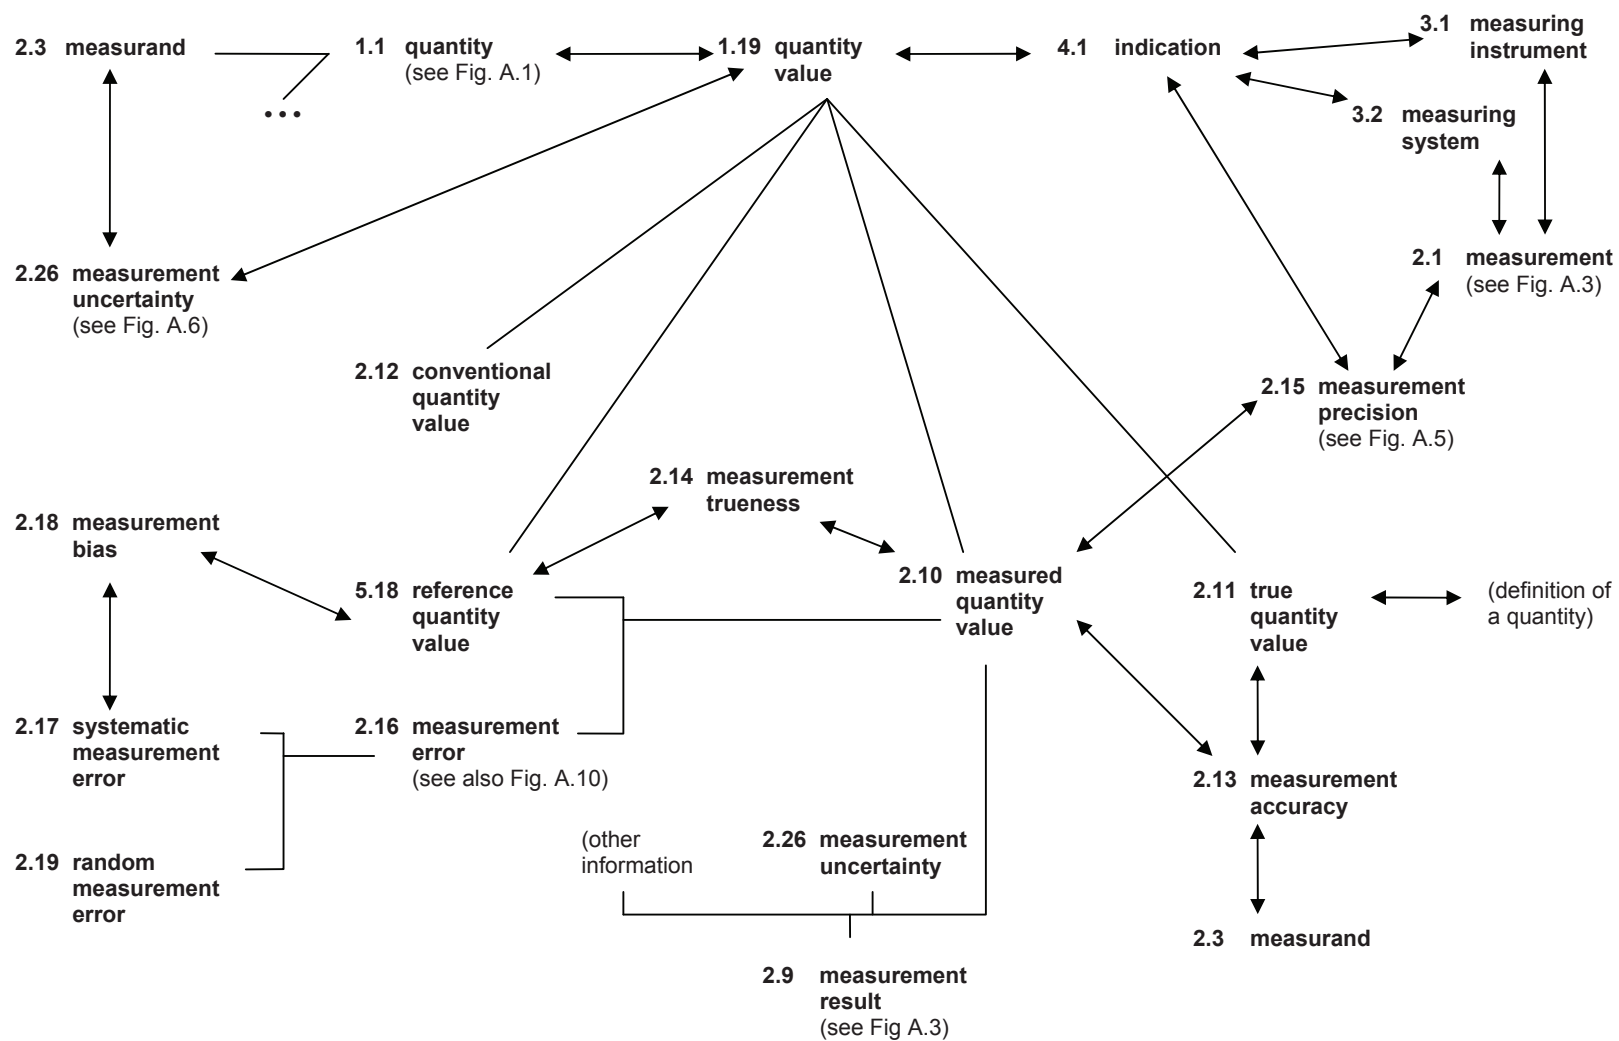 2.3 measurand
1.1 quantity
(see Fig. A.1)
1.19 quantity
value
4.1 indication
3.1 measuring
instrument
3.2 measuring
system
...
2.26 measurement
uncertainty
(see Fig. A.6)
2.1 measurement
(see Fig. A.3)
2.12 conventional
quantity
value
2.15 measurement
precision
(see Fig. A.5)
2.14 measurement
trueness
2.18 measurement
bias
5.18 reference
quantity
value
2.10 measured
quantity
value
2.11 true
quantity
value
(definition of
a quantity)
2.17 systematic
measurement
error
2.16 measurement
error
(see also Fig. A.10)
2.13 measurement
accuracy
2.19 random
measurement
error
(other
information
2.26 measurement
uncertainty
2.3 measurand
2.9 measurement
result
(see Fig A.3)